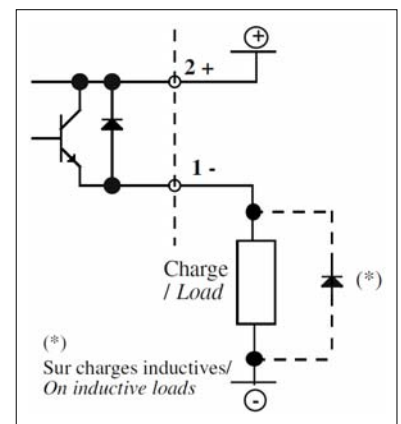 +
2 +
1 -
Charge
/ Load
(*)
(*)
Sur charges inductives/
On inductive loads
-